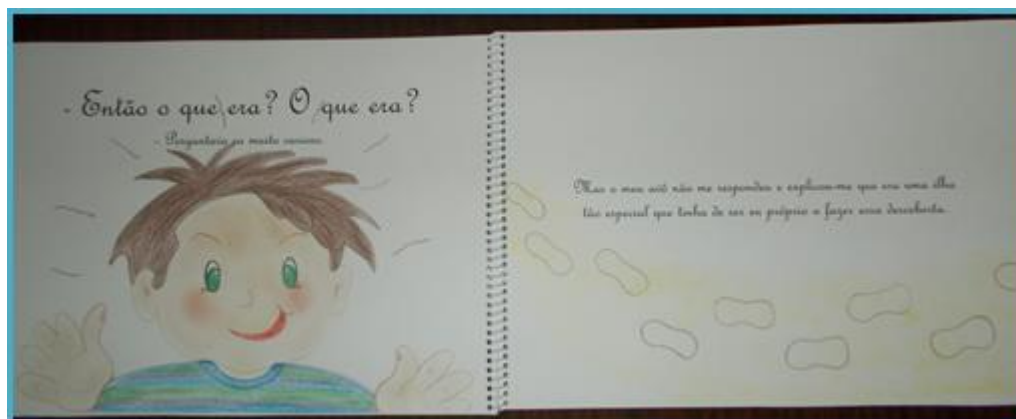 - Então o que era? O que era?
- Perguntava eu muito curioso.
Mas o meu avô não me respondeu e explicou-me que era uma ilha
tão especial que tinha de ser eu próprio a fazer essa descoberta.